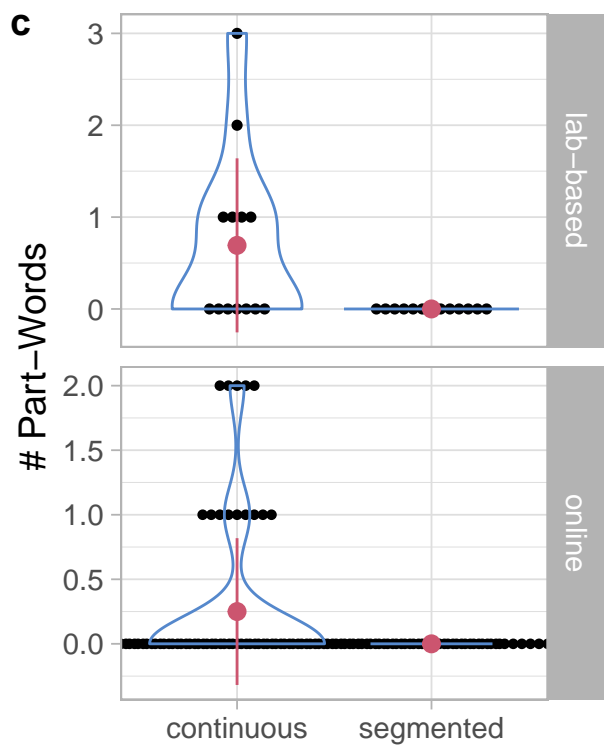 c
# Part−Words
3
2
1
0
lab−based
2.0
1.5
1.0
0.5
0.0
online
continuous
segmented